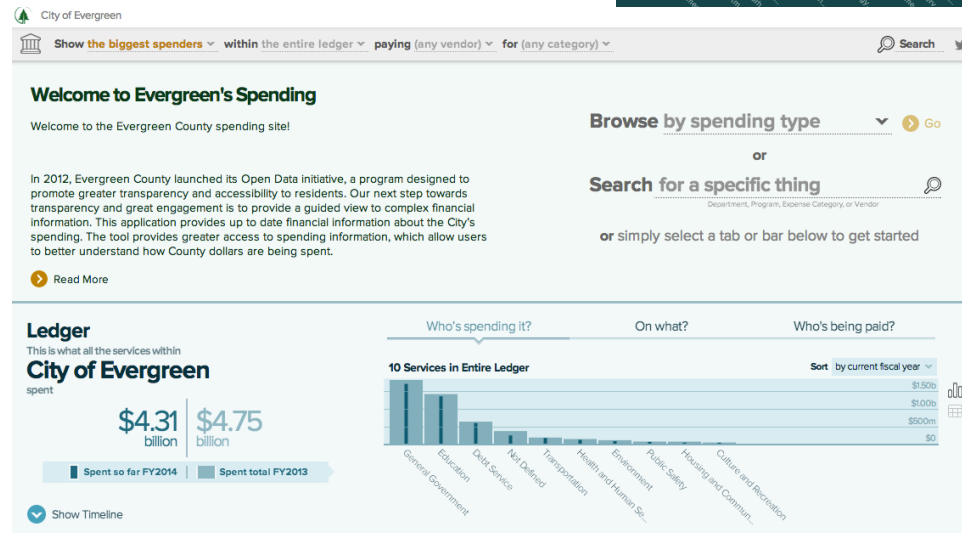 City of Evergreen
Show the biggest spenders within the entire ledger paying (any vendor) for (any category)
Search
Welcome to Evergreen's Spending
Welcome to the Evergreen County spending site!
In 2012, Evergreen County launched its Open Data initiative, a program designed to
promote greater transparency and accessibility to residents. Our next step towards
transparency and great engagement is to provide a guided view to complex financial
information. This application provides up to date financial information about the City's
spending. The tool provides greater access to spending information, which allow users
to better understand how County dollars are being spent.
Read More
Browse by spending type
Go
or
Search for a specific thing
Department, Program, Expense Category, or Vendor
or simply select a tab or bar below to get started
Ledger
This is what all the services within
City of Evergreen
spent
$4.31
billion
$4.75
billion
Spent so far FY2014
Spent total FY2013
Show Timeline
Who's spending it?
On what?
Who's being paid?
10 Services in Entire Ledger
Sort by current fiscal year
$1.50b
$1.00b
$500m
$0
General Government
Education
Debt Service
Not Defined
Transportation
Health and Human Se...
Environment
Public Safety
Housing and Commun...
Culture and Recreation